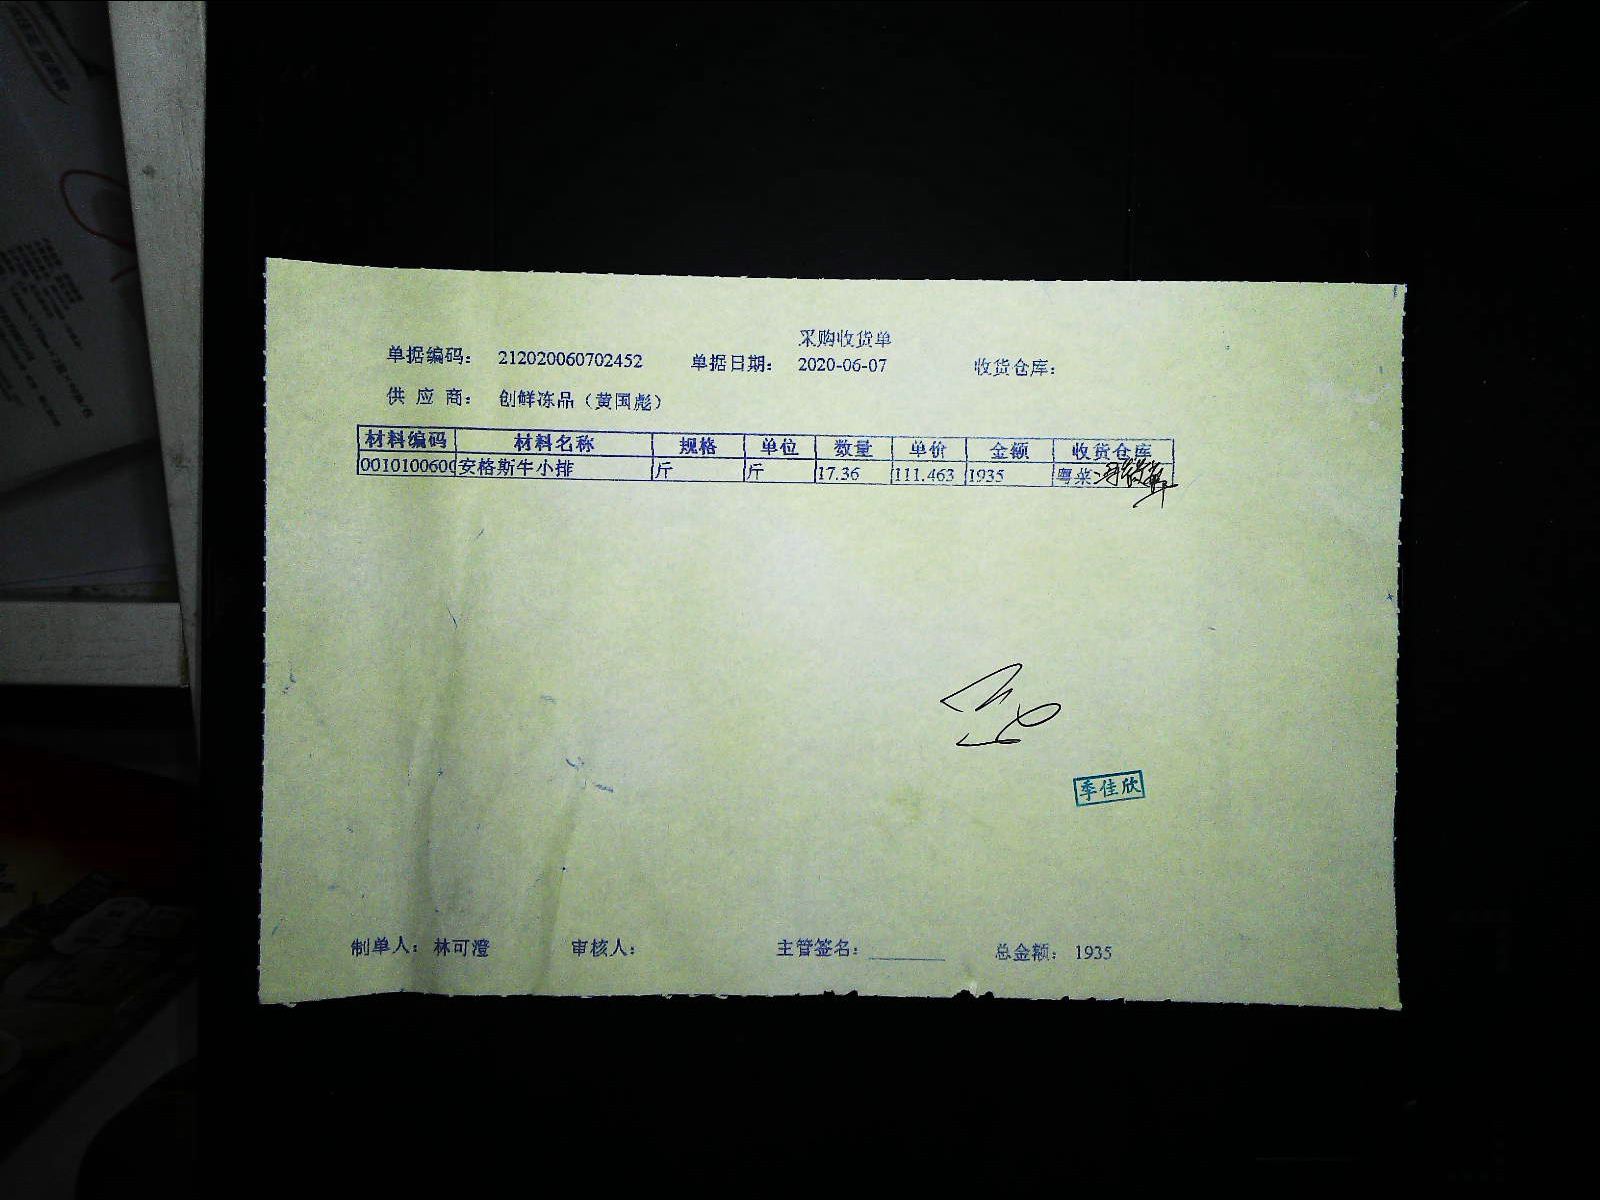 采购收货单
单据编码: 212020060702452 单据日期: 2020-06-07 收货仓库:
供 应 商: 创鲜冻品（黄国彪）
材料编码 材料名称 规格 单位 数量 单价 金额 收货仓库
0010100600 安格斯牛小排 斤 斤 17.36 111.463 1935 粤菜
季佳欣
制单人: 林可澄 审核人: 主管签名: 总金额: 1935